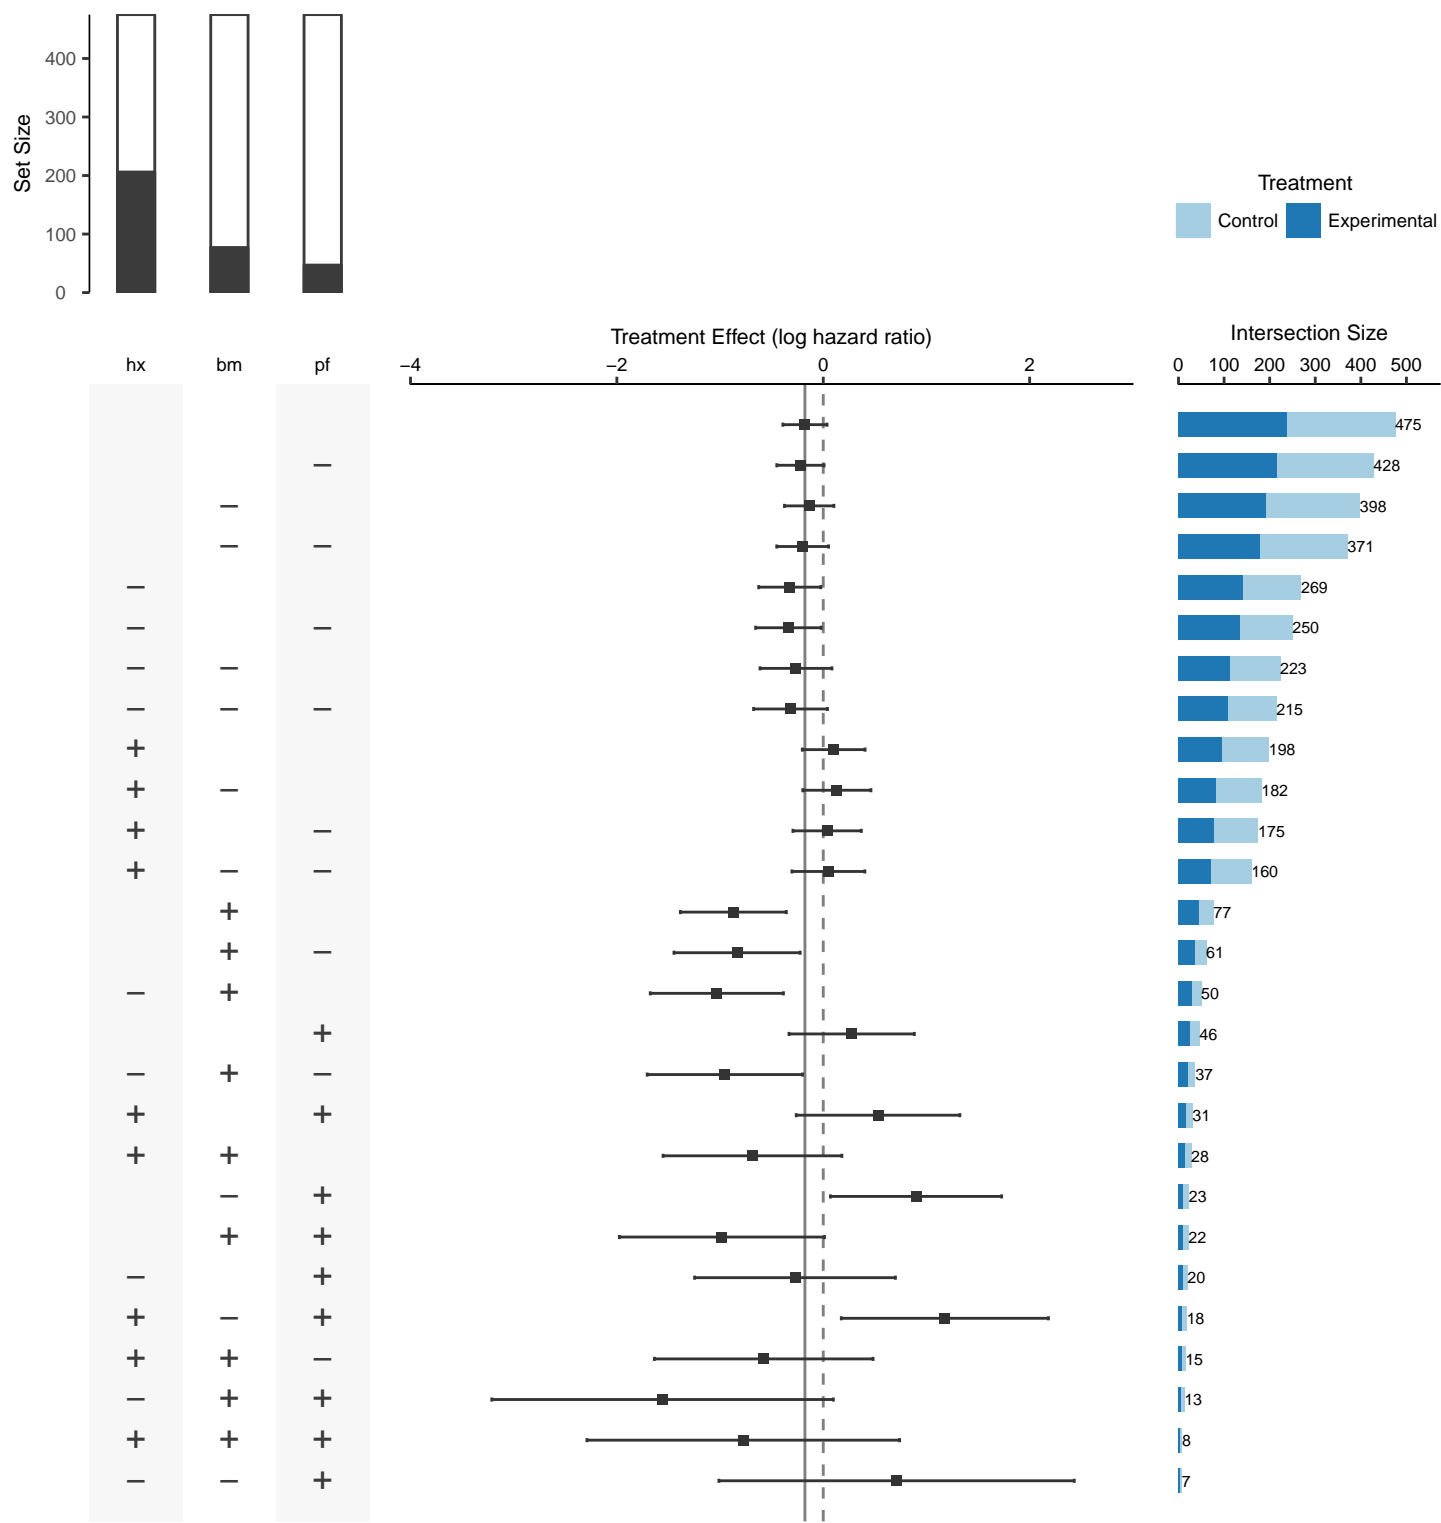 400
300
200
100
0
Set Size
Treatment
Control Experimental
Treatment Effect (log hazard ratio)
Intersection Size
hx bm pf
−4 −2 0 2
0 100 200 300 400 500
475
− 428
− 398
− − 371
− 269
− − 250
− − 223
− − − 215
+ 198
+ − 182
+ − 175
+ − − 160
+ 77
+ − 61
− + 50
+ 46
− + − 37
+ + 31
+ + 28
− + 23
+ + 22
− + 20
+ − + 18
+ + − 15
− + + 13
+ + + 8
− − + 7